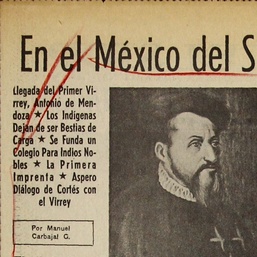 En el México del S
Llegada del Primer Vi-
rrey, Antonio de Men-
doza ★ Los Indígenas
Dejan de ser Bestias de
Carga ★ Se Funda un
Colegio Para Indios No-
bles ★ La Primera
Imprenta ★ Aspero
Diálogo de Cortés con
el Virrey
Por Manuel
Carbajal G.